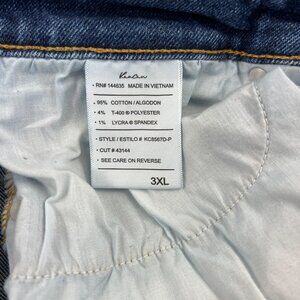 KanCan
• RN# 144635 MADE IN VIETNAM
• 95% COTTON / ALGODON
• 4% T-400 ® POLYESTER
• 1% LYCRA ® SPANDEX
• STYLE / ESTILO # KC8567D-P
• CUT # 43144
• SEE CARE ON REVERSE
3XL